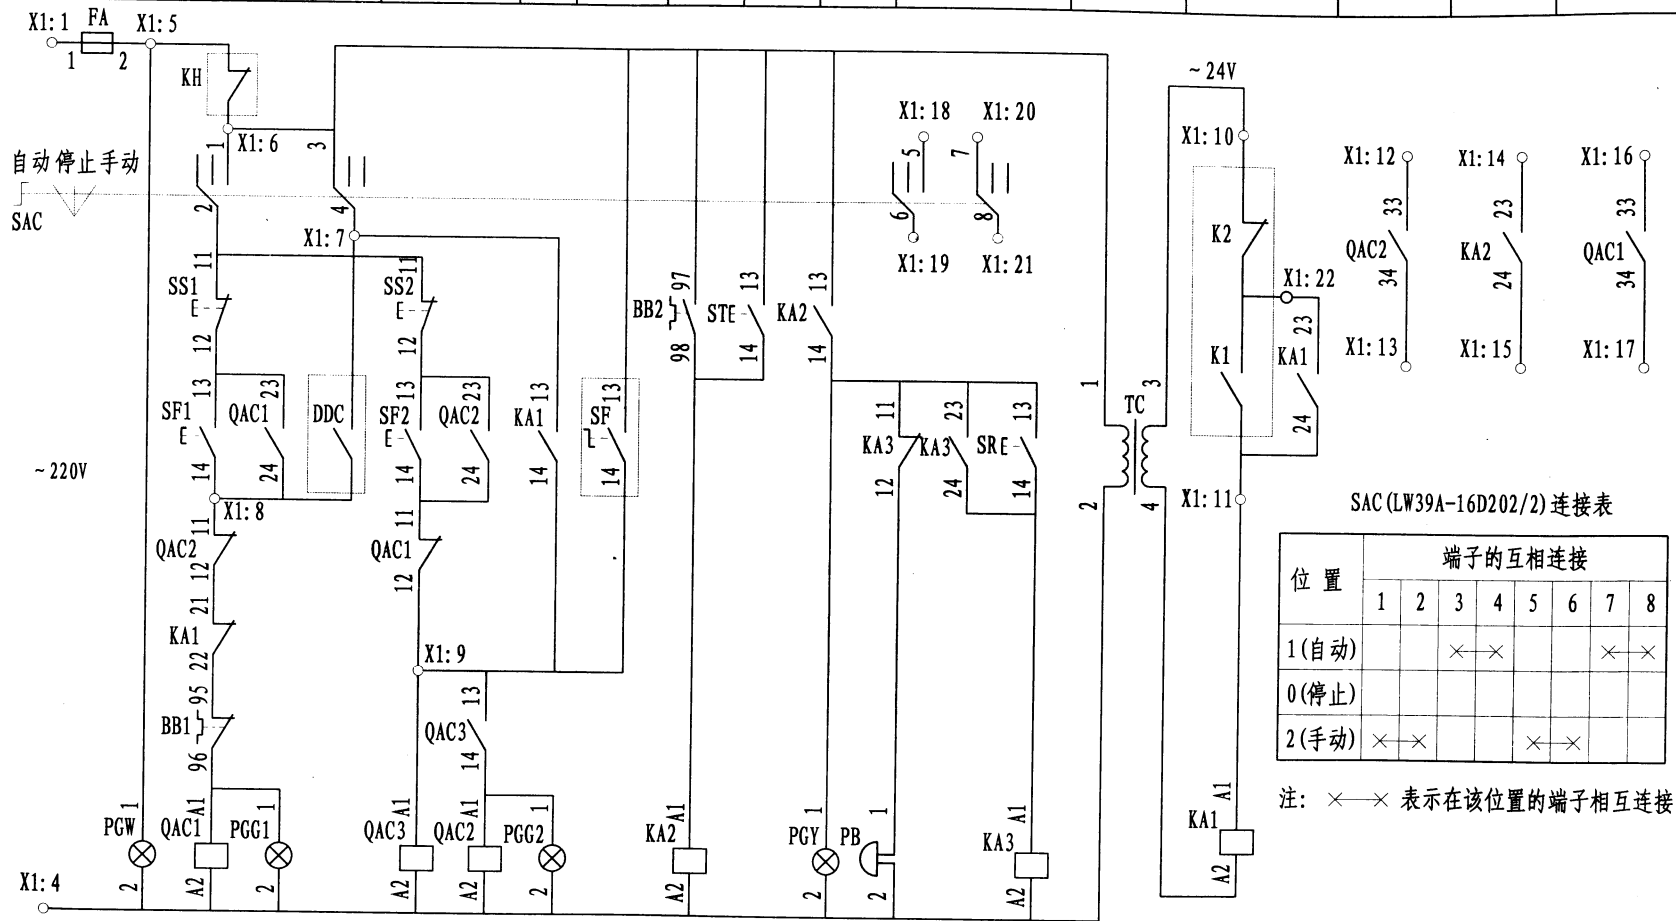 X1:1 FA X1:5
1 2
KH
X1:6
1 3
自动 停止 手动
SAC
2 4
X1:7
X1:18 X1:20
5 7
6 8
X1:19 X1:21
~24V
X1:10
X1:12 X1:14 X1:16
33 23 33
K2 QAC2 KA2 QAC1
34 24 34
X1:22
X1:13 X1:15 X1:17
11 11
SS1 SS2
12 12
97 13 13
BB2 STE KA2
98 14 14
K1 23 KA1
24
13 23 13 23 13 13
SF1 QAC1 DDC SF2 QAC2 KA1 SF
14 24 14 24 14 14
11 23 13
KA3 KA3 SRE
12 24 14
1 TC 3
2 4
~220V
X1:8
X1:11
11 11
QAC2 QAC1
12 12
21
KA1
22
X1:9
95
BB1
96
13
QAC3
14
SAC(LW39A-16D202/2)连接表
位 置 端子的互相连接
1 2 3 4 5 6 7 8
1(自动) ×—× ×—×
0(停止)
2(手动) ×—× ×—×
注: ×—× 表示在该位置的端子相互连接
1 A1 1 A1 A1 1 A1 1 1 A1 A1
PGW QAC1 PGG1 QAC3 QAC2 PGG2 KA2 PGY PB KA3 KA1
2 A2 2 A2 A2 2 A2 2 2 A2 A2
X1:4